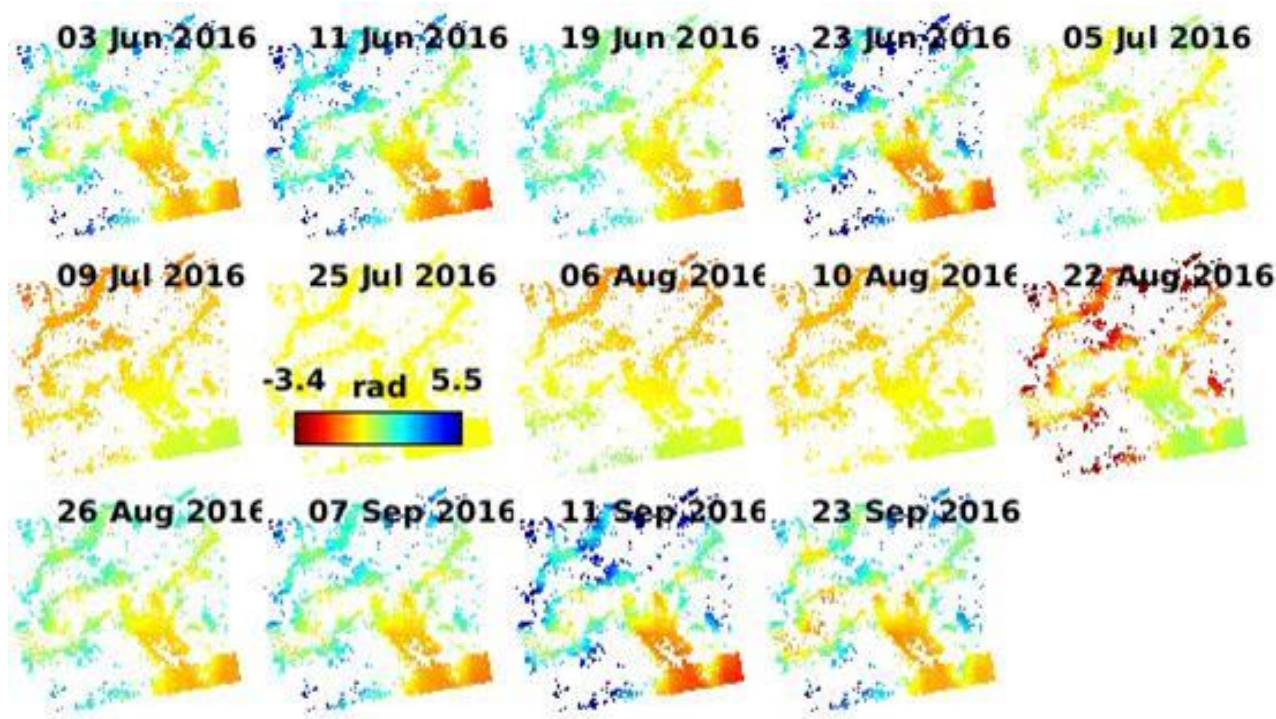 03 Jun 2016
11 Jun 2016
19 Jun 2016
23 Jun 2016
05 Jul 2016
09 Jul 2016
25 Jul 2016
06 Aug 2016
10 Aug 2016
22 Aug 2016
-3.4 rad 5.5
26 Aug 2016
07 Sep 2016
11 Sep 2016
23 Sep 2016